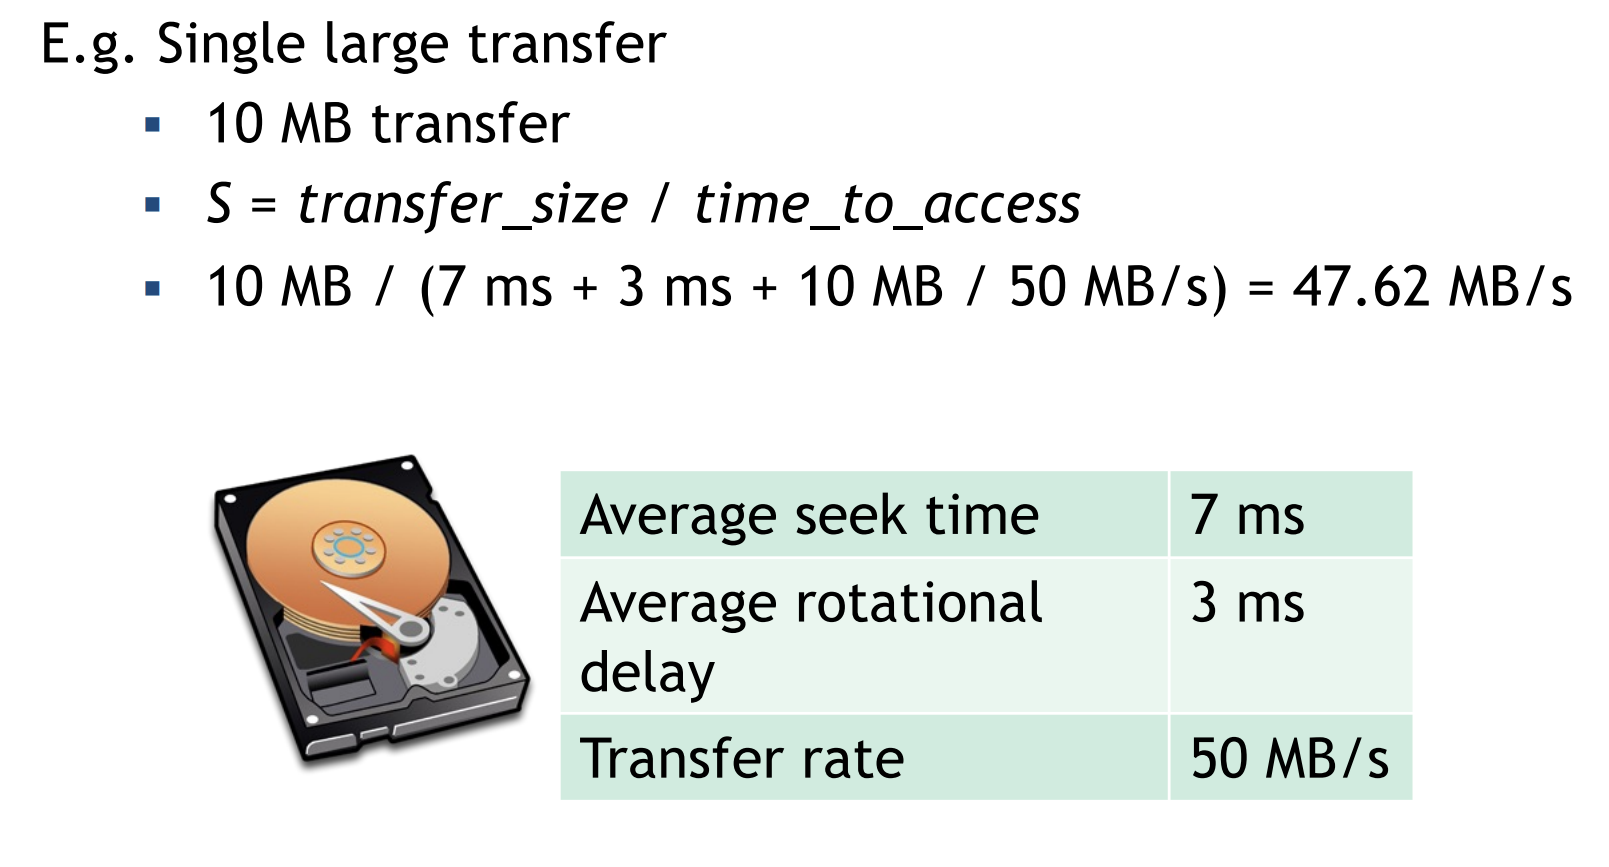 E.g. Single large transfer
▪ 10 MB transfer
▪ S = transfer_size / time_to_access
▪ 10 MB / (7 ms + 3 ms + 10 MB / 50 MB/s) = 47.62 MB/s
Average seek time 7 ms
Average rotational 3 ms
delay
Transfer rate 50 MB/s